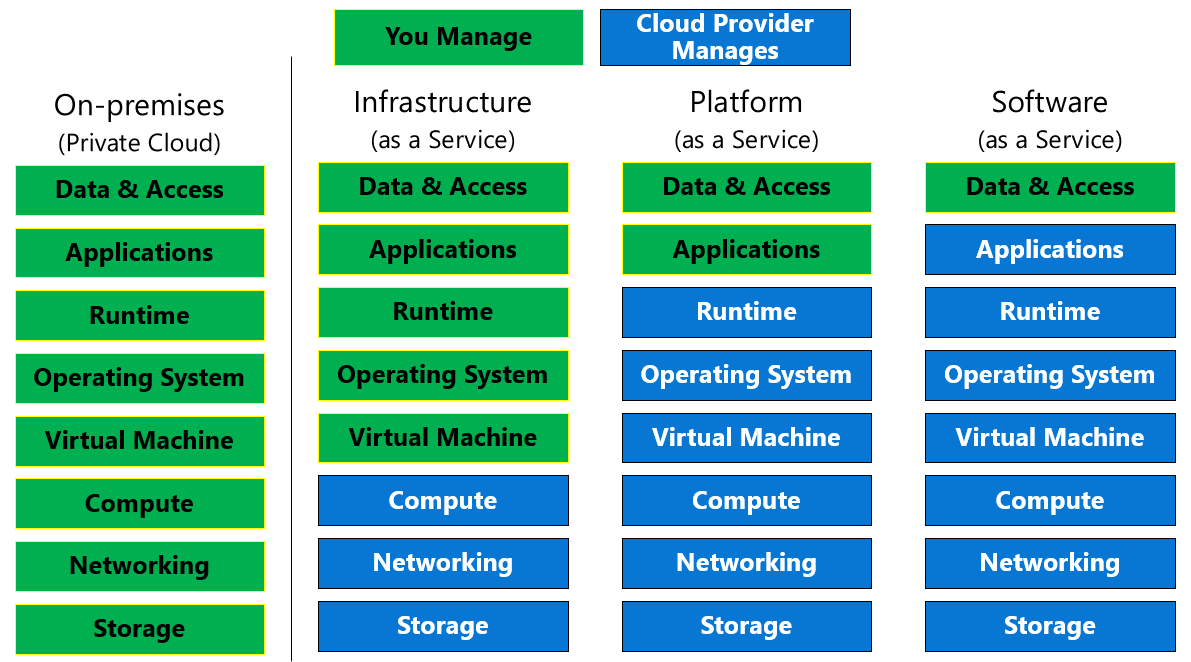 You Manage
Cloud Provider
Manages
On-premises
(Private Cloud)
Data & Access
Applications
Runtime
Operating System
Virtual Machine
Compute
Networking
Storage
Infrastructure
(as a Service)
Data & Access
Applications
Runtime
Operating System
Virtual Machine
Compute
Networking
Storage
Platform
(as a Service)
Data & Access
Applications
Runtime
Operating System
Virtual Machine
Compute
Networking
Storage
Software
(as a Service)
Data & Access
Applications
Runtime
Operating System
Virtual Machine
Compute
Networking
Storage